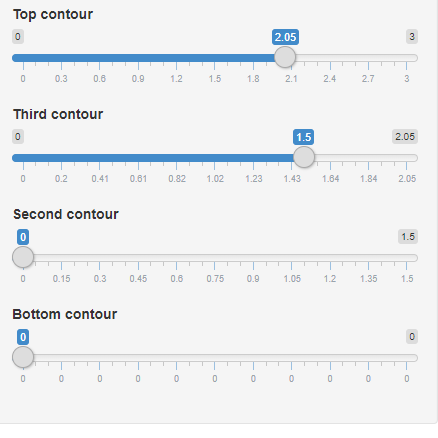 Top contour
0 2.05 3
0 0.3 0.6 0.9 1.2 1.5 1.8 2.1 2.4 2.7 3
Third contour
0 1.5 2.05
0 0.2 0.41 0.61 0.82 1.02 1.23 1.43 1.64 1.84 2.05
Second contour
0 1.5
0 0.15 0.3 0.45 0.6 0.75 0.9 1.05 1.2 1.35 1.5
Bottom contour
0 0
0 0 0 0 0 0 0 0 0 0 0